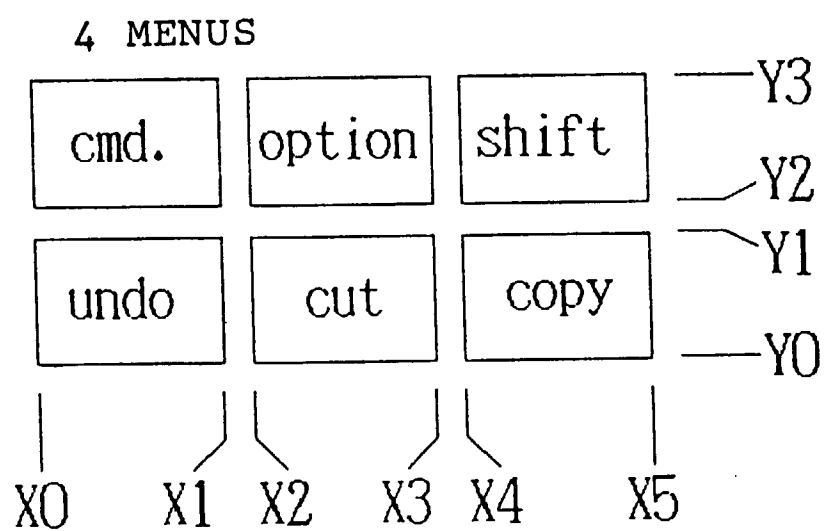 4 MENUS
cmd. option shift
Y3
Y2
undo cut copy
Y1
Y0
X0 X1 X2 X3 X4 X5